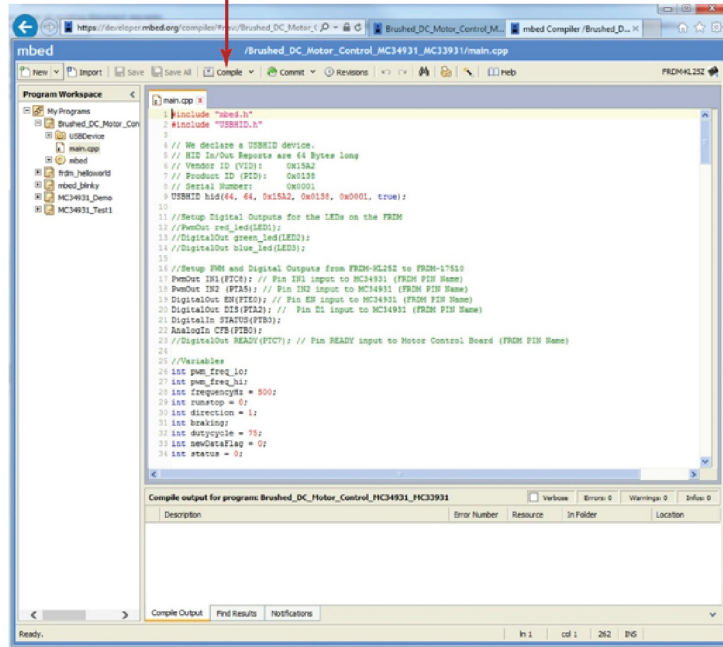 https://developer.mbed.org/compiler/#nav:/Brushed_DC_Motor_C
Brushed_DC_Motor_Control_M...
mbed Compiler /Brushed_D...
mbed
/Brushed_DC_Motor_Control_MC34931_MC33931/main.cpp
New Import Save Save All Compile Commit Revisions Help FRDM-KL25Z
Program Workspace
My Programs
Brushed_DC_Motor_Con
USBDevice
main.cpp
mbed
frdm_helloworld
mbed_blinky
MC34931_Demo
MC34931_Test1
main.cpp
1 #include "mbed.h"
2 #include "USBHID.h"
3
4 // We declare a USBHID device.
5 // HID In/Out Reports are 64 Bytes long
6 // Vendor ID (VID): 0x15A2
7 // Product ID (PID): 0x0138
8 // Serial Number: 0x0001
9 USBHID hid(64, 64, 0x15A2, 0x0138, 0x0001, true);
10
11 //Setup Digital Outputs for the LEDs on the FRDM
12 //PwmOut red_led(LED1);
13 //DigitalOut green_led(LED2);
14 //DigitalOut blue_led(LED3);
15
16 //Setup PWM and Digital Outputs from FRDM-KL25Z to FRDM-17510
17 PwmOut IN1(PTC8); // Pin IN1 input to MC34931 (FRDM PIN Name)
18 PwmOut IN2 (PTA5); // Pin IN2 input to MC34931 (FRDM PIN Name)
19 DigitalOut EN(PTE0); // Pin EN input to MC34931 (FRDM PIN Name)
20 DigitalOut DIS(PTA2); // Pin D1 input to MC34931 (FRDM PIN Name)
21 DigitalIn STATUS(PTB3);
22 AnalogIn CFB(PTB0);
23 //DigitalOut READY(PTC7); // Pin READY input to Motor Control Board (FRDM PIN Name)
24
25 //Variables
26 int pwm_freq_lo;
27 int pwm_freq_hi;
28 int frequencyHz = 500;
29 int runstop = 0;
30 int direction = 1;
31 int braking;
32 int dutycycle = 75;
33 int newDataFlag = 0;
34 int status = 0;
Compile output for program: Brushed_DC_Motor_Control_MC34931_MC33931
Verbose Errors: 0 Warnings: 0 Infos: 0
Description Error Number Resource In Folder Location
Compile Output Find Results Notifications
Ready.
ln 1 col 1 262 INS